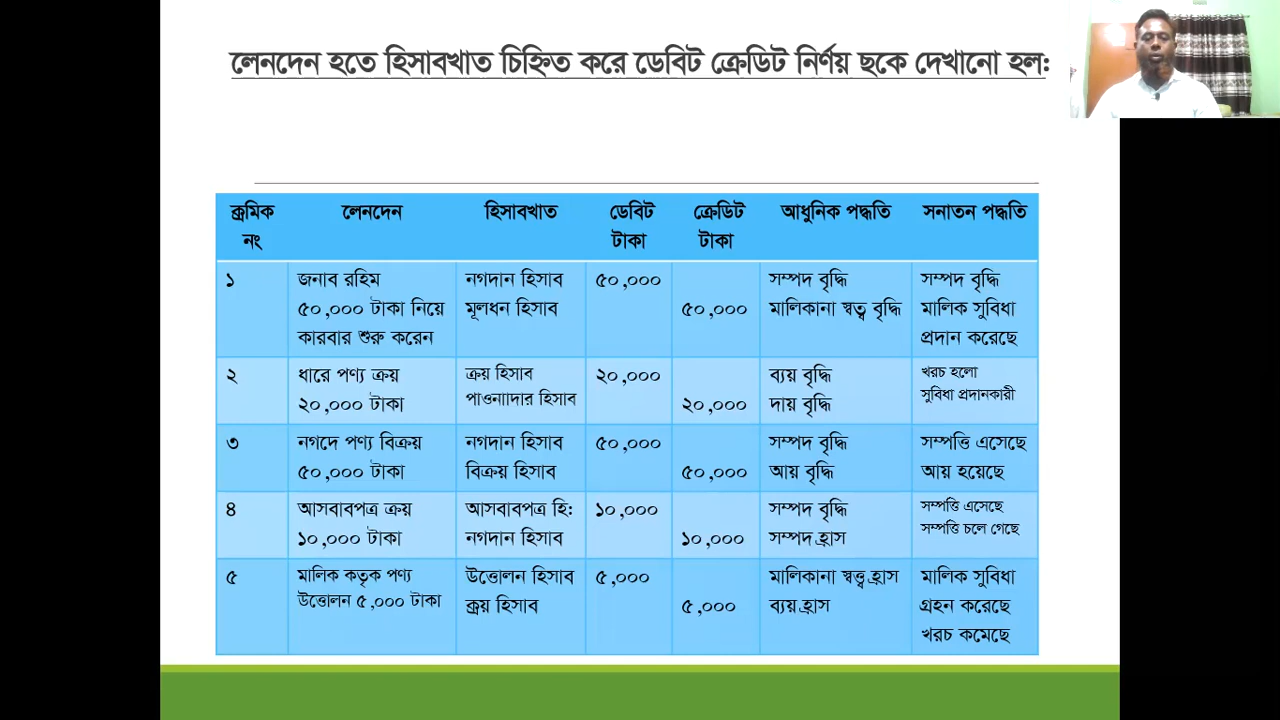 লেনদেন হতে হিসাবখাত চিহ্নিত করে ডেবিট ক্রেডিট নির্ণয় ছকে দেখানো হল:
ক্রমিক নং লেনদেন হিসাবখাত ডেবিট টাকা ক্রেডিট টাকা আধুনিক পদ্ধতি সনাতন পদ্ধতি
১ জনাব রহিম নগদান হিসাব ৫০,০০০ সম্পদ বৃদ্ধি সম্পদ বৃদ্ধি
৫০,০০০ টাকা নিয়ে মূলধন হিসাব ৫০,০০০ মালিকানা স্বত্ব বৃদ্ধি মালিক সুবিধা
কারবার শুরু করেন প্রদান করেছে
২ ধারে পণ্য ক্রয় ক্রয় হিসাব ২০,০০০ ব্যয় বৃদ্ধি খরচ হলো
২০,০০০ টাকা পাওনাাদার হিসাব ২০,০০০ দায় বৃদ্ধি সুবিধা প্রদানকারী
৩ নগদে পণ্য বিক্রয় নগদান হিসাব ৫০,০০০ সম্পদ বৃদ্ধি সম্পত্তি এসেছে
৫০,০০০ টাকা বিক্রয় হিসাব ৫০,০০০ আয় বৃদ্ধি আয় হয়েছে
৪ আসবাবপত্র ক্রয় আসবাবপত্র হি: ১০,০০০ সম্পদ বৃদ্ধি সম্পত্তি এসেছে
১০,০০০ টাকা নগদান হিসাব ১০,০০০ সম্পদ হ্রাস সম্পত্তি চলে গেছে
৫ মালিক কতৃক পণ্য উত্তোলন হিসাব ৫,০০০ মালিকানা স্বত্ত্ব হ্রাস মালিক সুবিধা
উত্তোলন ৫,০০০ টাকা ক্রয় হিসাব ৫,০০০ ব্যয় হ্রাস গ্রহন করেছে
খরচ কমেছে